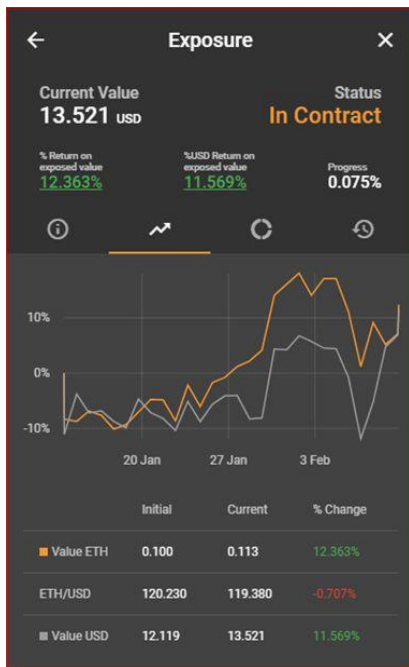 Exposure
Current Value Status
13.521 USD In Contract
% Return on exposed value %USD Return on exposed value Progress
12.363% 11.569% 0.075%
10%
0%
-10%
20 Jan 27 Jan 3 Feb
Initial Current % Change
Value ETH 0.100 0.113 12.363%
ETH/USD 120.230 119.380 -0.707%
Value USD 12.119 13.521 11.569%